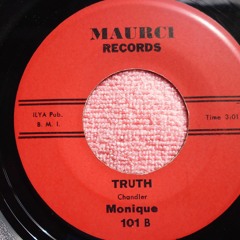 MAURCI
RECORDS
ILYA Pub.
B. M. I.
Time 3:01
TRUTH
Chandler
Monique
101 B